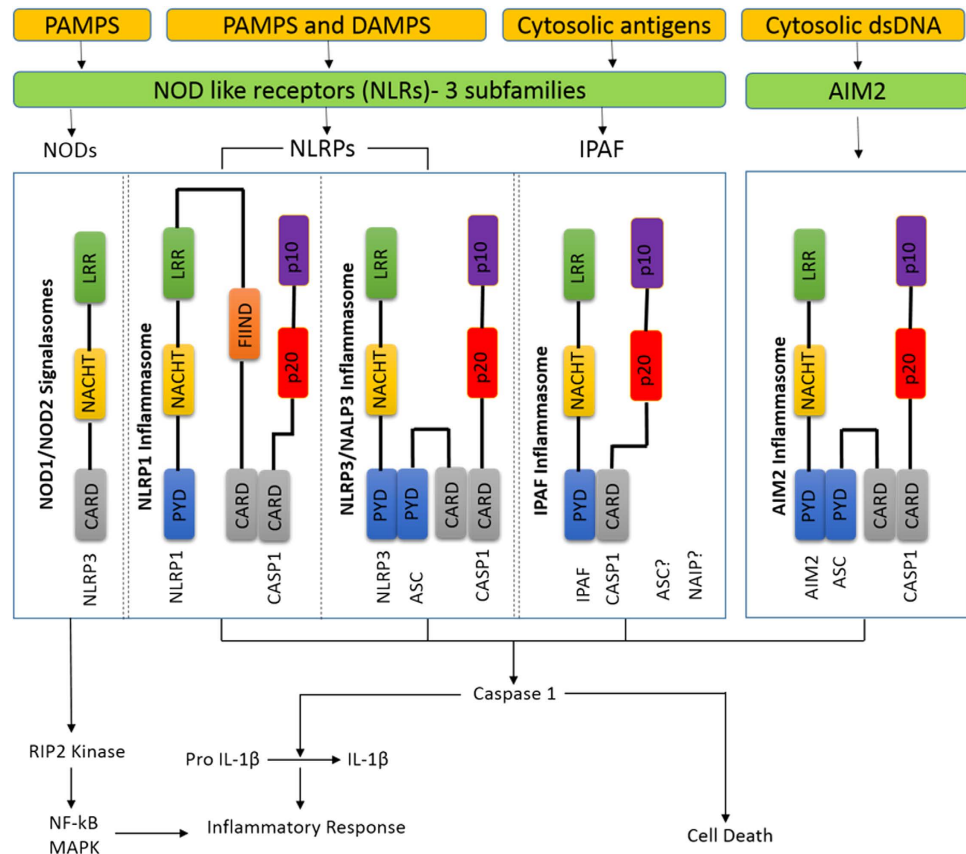 PAMPS
PAMPS and DAMPS
Cytosolic antigens
Cytosolic dsDNA
NOD like receptors (NLRs)- 3 subfamilies
AIM2
NODs
NLRPs
IPAF
NOD1/NOD2 Signalasomes
LRR
NACHT
CARD
NLRP3
NLRP1 Inflammasome
LRR
NACHT
PYD
NLRP1
FIIND
CARD
p10
p20
CARD
CASP1
NLRP3/NALP3 Inflammasome
LRR
NACHT
PYD
NLRP3
PYD
ASC
CARD
p10
p20
CARD
CASP1
IPAF Inflammasome
LRR
NACHT
PYD
IPAF
p10
p20
CARD
CASP1
ASC?
NAIP?
AIM2 Inflammasome
LRR
NACHT
PYD
AIM2
PYD
ASC
CARD
p10
p20
CARD
CASP1
Caspase 1
RIP2 Kinase
Pro IL-1β
IL-1β
NF-kB
MAPK
Inflammatory Response
Cell Death